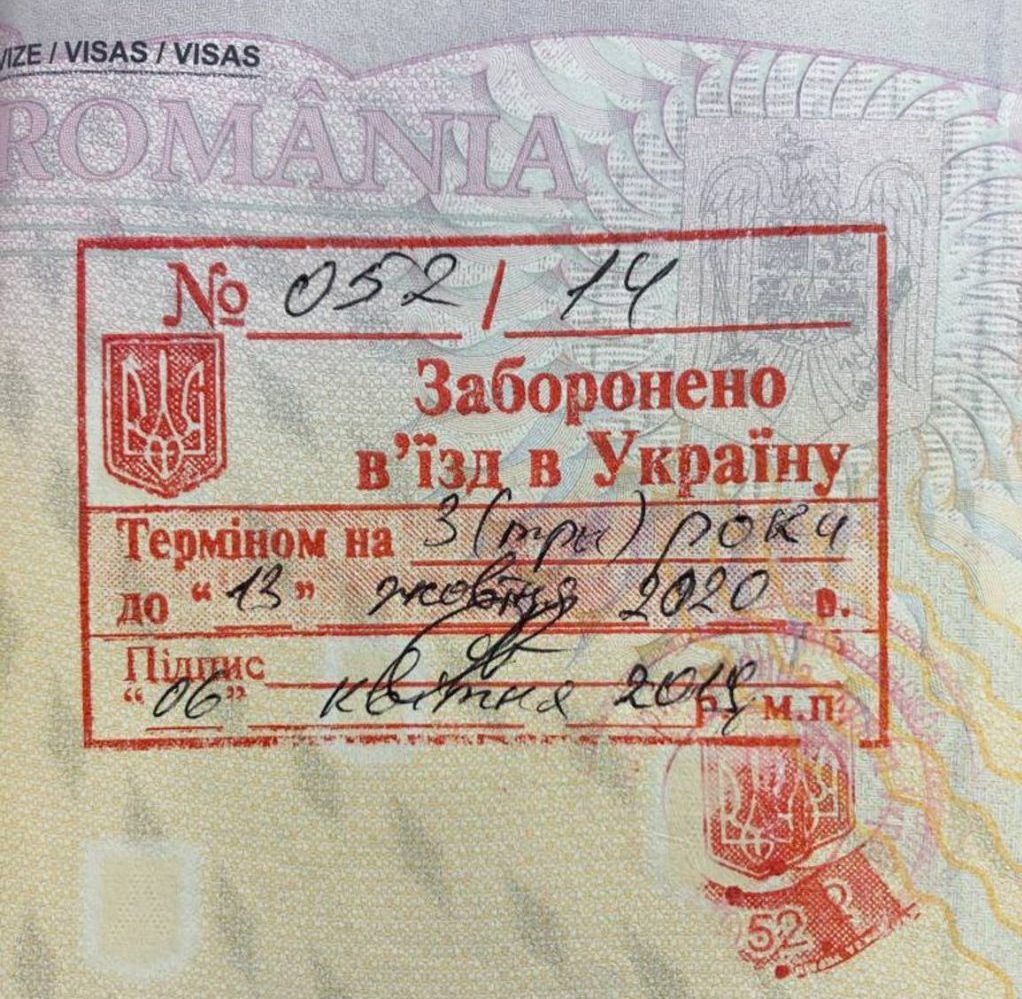 VIZE / VISAS / VISAS
ROMÂNIA
№ 052 / 14
Заборонено
в'їзд в Україну
Терміном на 3 (три) роки
до "13" жовтня 2020 р.
Підпис
"06" квітня 2018 р. м.п.
52